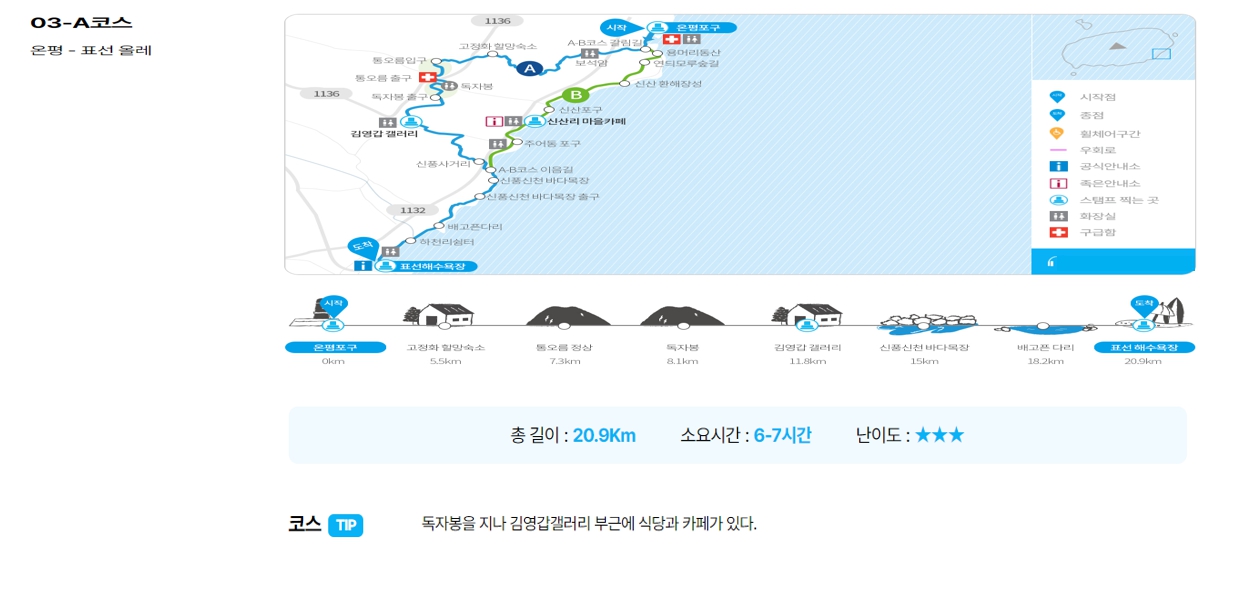 03-A코스
온평 - 표선 올레
1136
시작
온평포구
고정화 할망숙소
A-B코스 갈림길
용머리동산
보석암
연듸모루숲길
통오름입구
A
통오름 출구
신산 환해장성
독자봉
1136
독자봉 출구
B
신산포구
김영갑 갤러리
신산리 마을카페
주어동 포구
신풍사거리
A-B코스 이음길
신풍신천 바다목장
신풍신천 바다목장 출구
1132
배고픈다리
하천리쉼터
도착
표선해수욕장
시작점
종점
휠체어구간
우회로
공식안내소
족은안내소
스탬프 찍는 곳
화장실
구급함
시작
도착
온평포구
고정화 할망숙소
통오름 정상
독자봉
김영갑 갤러리
신풍신천 바다목장
배고픈 다리
표선 해수욕장
0km
5.5km
7.3km
8.1km
11.8km
15km
18.2km
20.9km
총 길이 : 20.9Km 소요시간 : 6-7시간 난이도 : ★★★
코스 TIP 독자봉을 지나 김영갑갤러리 부근에 식당과 카페가 있다.